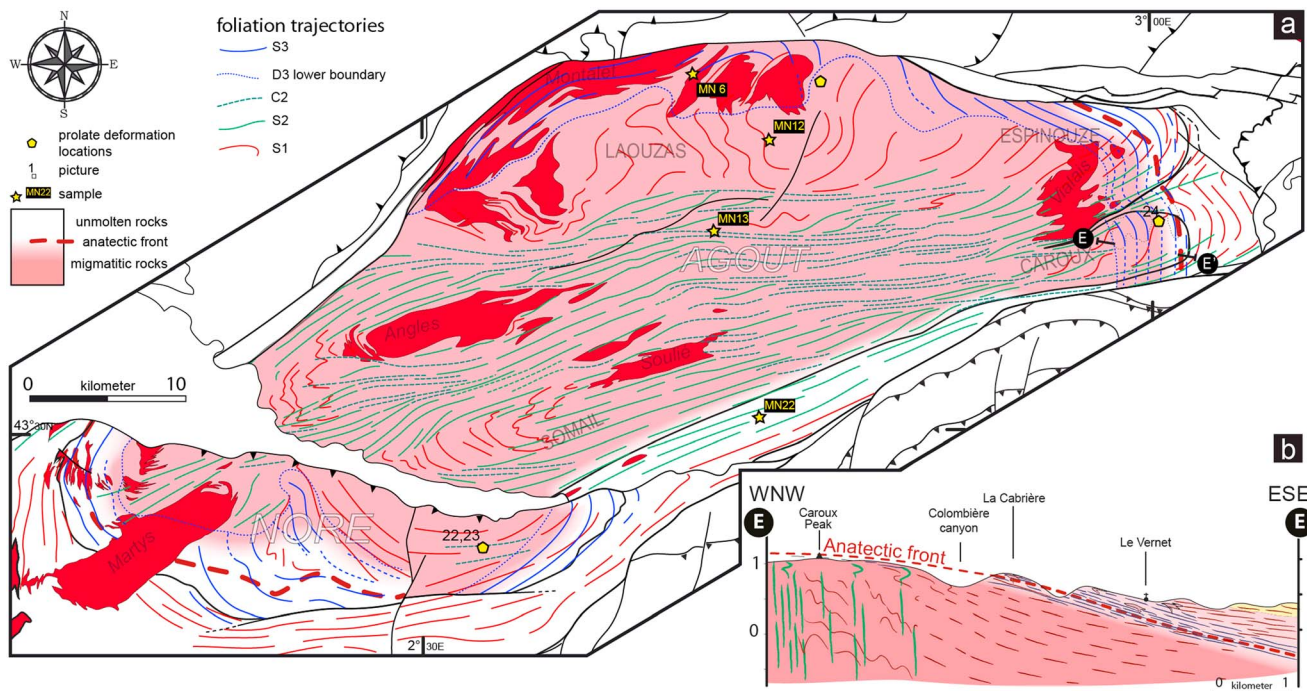 N
W
E
S
foliation trajectories
S3
D3 lower boundary
C2
S2
S1
prolate deformation
locations
1
picture
MN22
sample
unmolten rocks
anatectic front
migmatitic rocks
0 kilometer 10
a
3° 00E
Montalet
MN 6
MN12
LAOUZAS
ESPINOUZE
Vialais
24
MN13
AGOUT
E
CAROUX
E'
Angles
Soulié
MN22
SOMAIL
43° 30N
NORE
22,23
Martys
2° 30E
b
WNW
ESE
E
E'
Caroux
Peak
Colombière
canyon
La Cabrière
Le Vernet
Anatectic front
1
1
0
0
0 kilometer 1